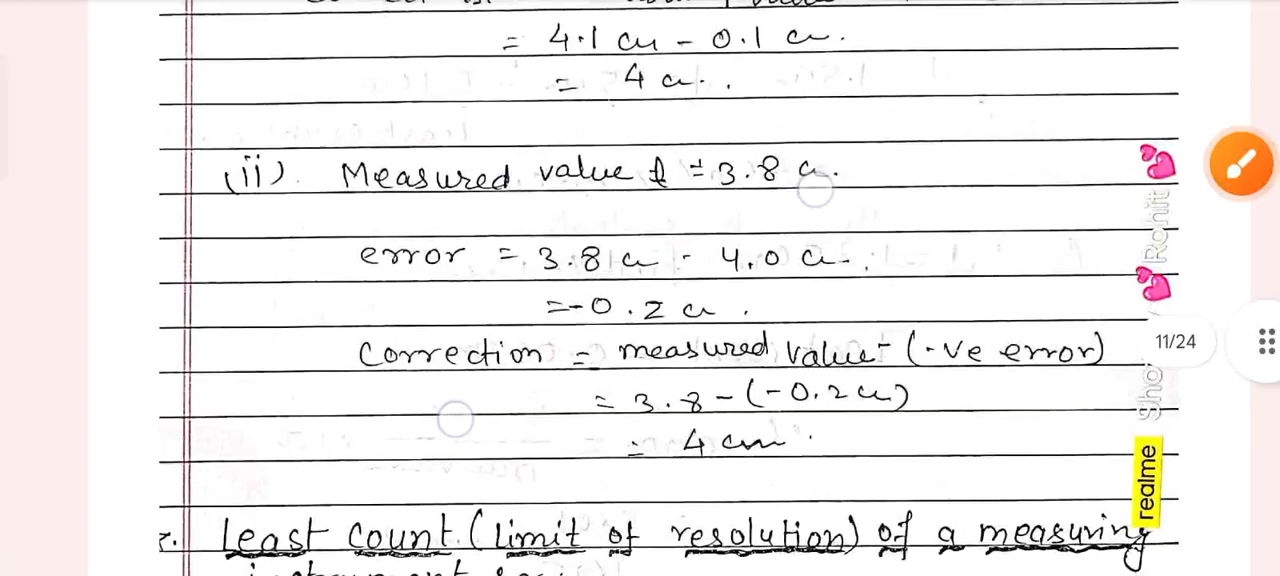 = 4.1 cm - 0.1 cm.
= 4 cm.
(ii). Measured value = 3.8 cm.
error = 3.8 cm - 4.0 cm.
= -0.2 cm.
Correction = measured value - (-ve error)
= 3.8 - (-0.2 cm)
= 4 cm.
Least count (limit of resolution) of a measuring
Rohit
Sho
realme
11/24